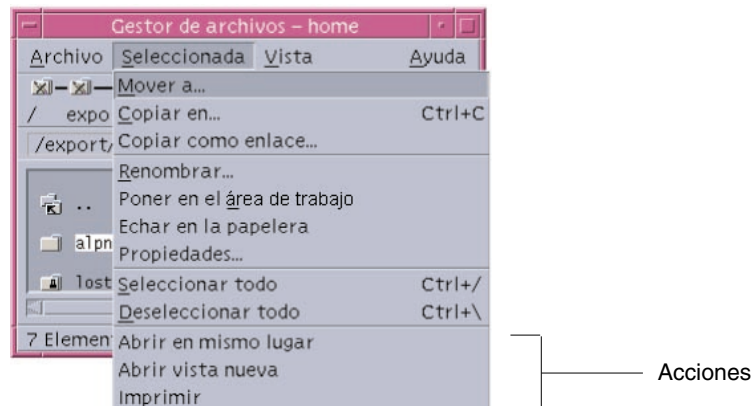 Gestor de archivos – home
Archivo Seleccionada Vista Ayuda
Mover a...
/ expo Copiar en... Ctrl+C
/export/ Copiar como enlace...
Renombrar...
.. Poner en el área de trabajo
Echar en la papelera
alpn Propiedades...
lost Seleccionar todo Ctrl+/
Deseleccionar todo Ctrl+\
7 Elemen Abrir en mismo lugar
Abrir vista nueva
Imprimir
Acciones